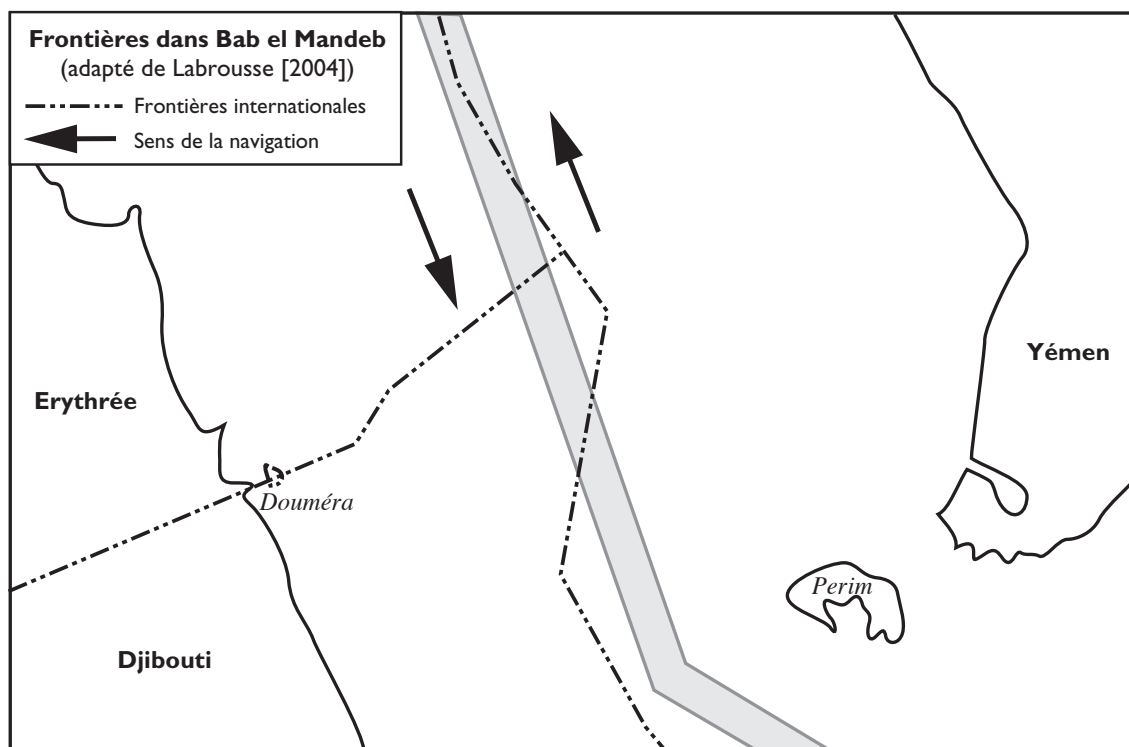 Frontières dans Bab el Mandeb
(adapté de Labrousse [2004])
Frontières internationales
Sens de la navigation
Yémen
Erythrée
Douméra
Perim
Djibouti